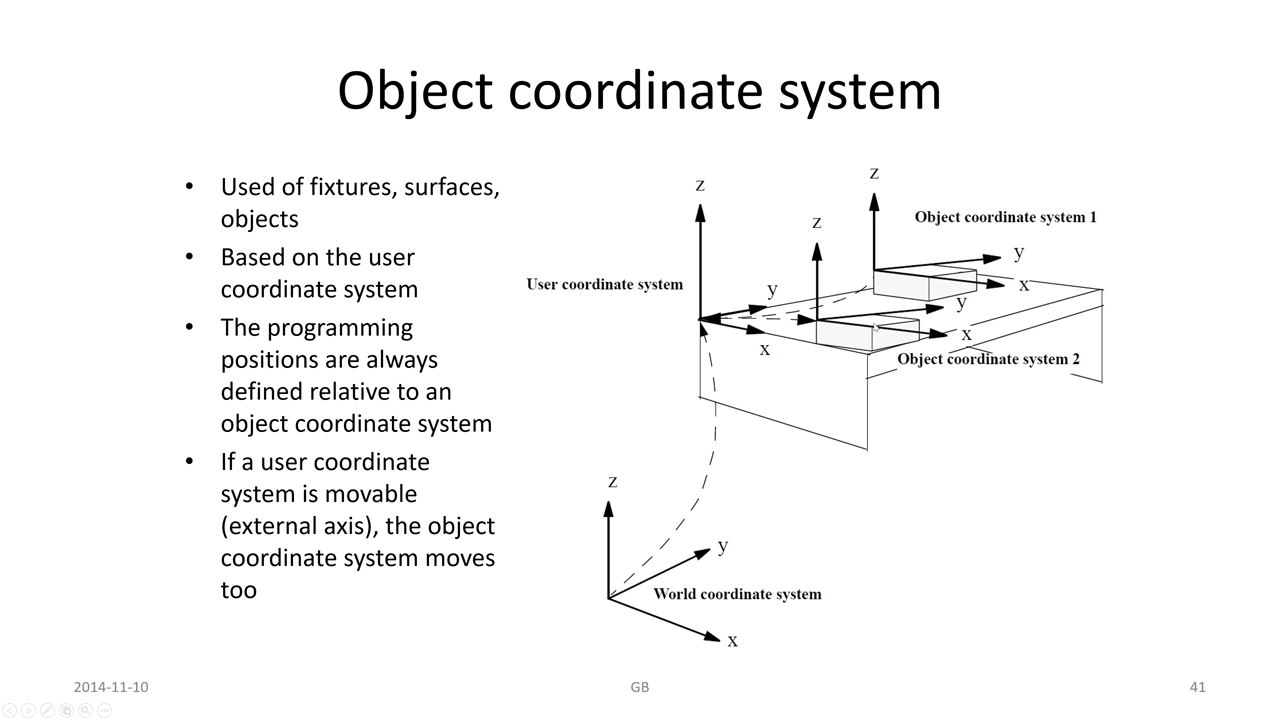 Object coordinate system
• Used of fixtures, surfaces,
objects
• Based on the user
coordinate system
• The programming
positions are always
defined relative to an
object coordinate system
• If a user coordinate
system is movable
(external axis), the object
coordinate system moves
too
z
z
z
Object coordinate system 1
y
x
User coordinate system
y
x
y
x
Object coordinate system 2
z
y
World coordinate system
x
2014-11-10
GB
41